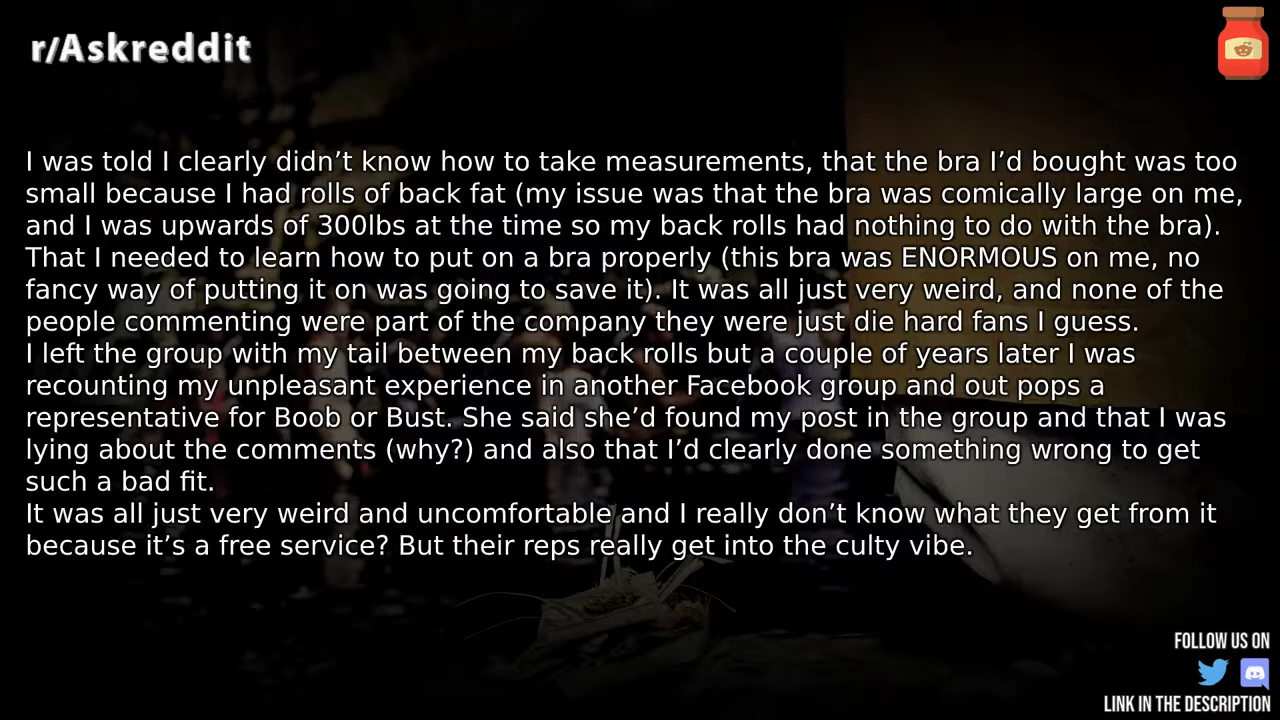 r/Askreddit
I was told I clearly didn’t know how to take measurements, that the bra I’d bought was too
small because I had rolls of back fat (my issue was that the bra was comically large on me,
and I was upwards of 300lbs at the time so my back rolls had nothing to do with the bra).
That I needed to learn how to put on a bra properly (this bra was ENORMOUS on me, no
fancy way of putting it on was going to save it). It was all just very weird, and none of the
people commenting were part of the company they were just die hard fans I guess.
I left the group with my tail between my back rolls but a couple of years later I was
recounting my unpleasant experience in another Facebook group and out pops a
representative for Boob or Bust. She said she’d found my post in the group and that I was
lying about the comments (why?) and also that I’d clearly done something wrong to get
such a bad fit.
It was all just very weird and uncomfortable and I really don’t know what they get from it
because it’s a free service? But their reps really get into the culty vibe.
FOLLOW US ON
LINK IN THE DESCRIPTION